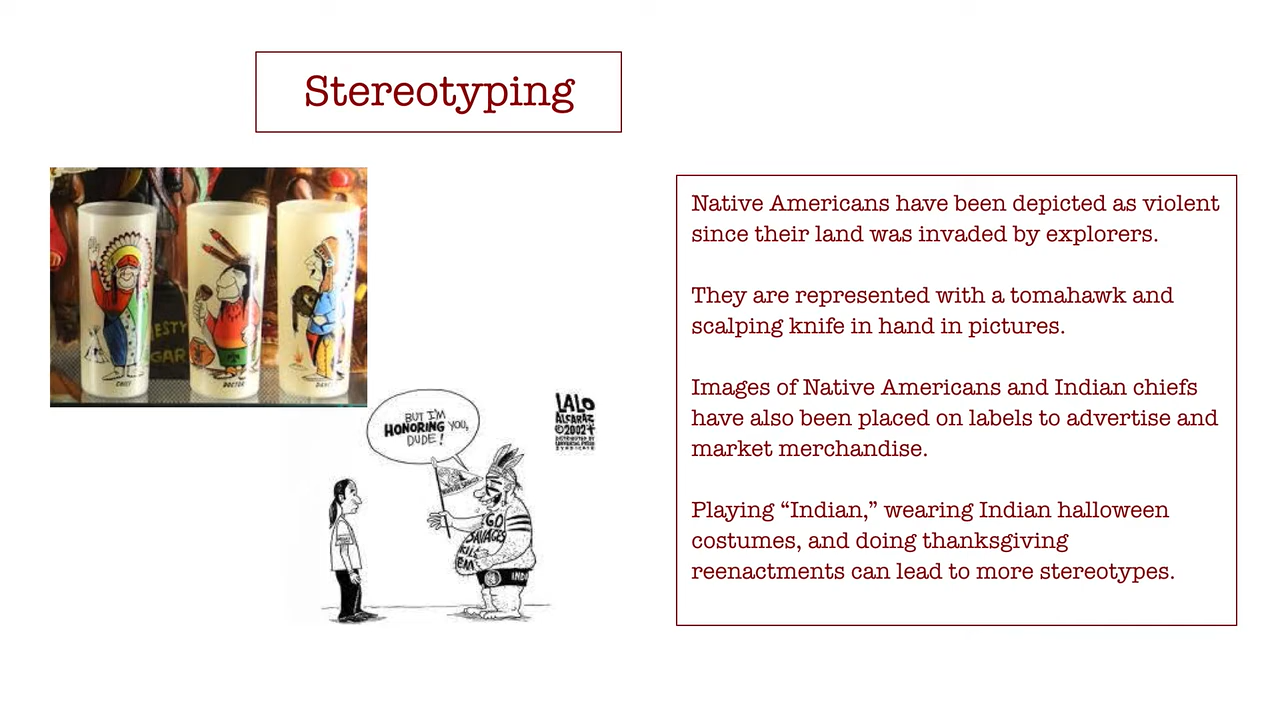 Stereotyping
CHIEF
DOCTOR
BUT I'M
HONORING YOU,
DUDE!
LALO
ALCARAZ
©2002
DISTRIBUTED BY
UNIVERSAL PRESS
SYNDICATE
GO
SAVAGES
KILL
EM
Native Americans have been depicted as violent
since their land was invaded by explorers.
They are represented with a tomahawk and
scalping knife in hand in pictures.
Images of Native Americans and Indian chiefs
have also been placed on labels to advertise and
market merchandise.
Playing “Indian,” wearing Indian halloween
costumes, and doing thanksgiving
reenactments can lead to more stereotypes.